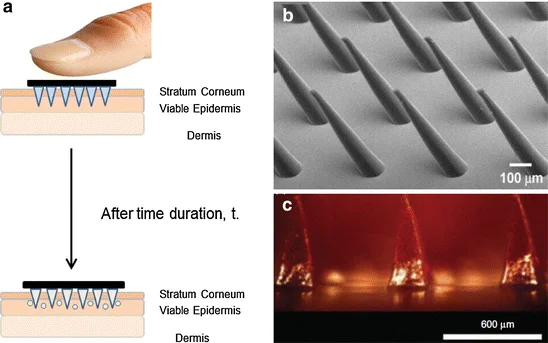 a
Stratum Corneum
Viable Epidermis
Dermis
After time duration, t.
Stratum Corneum
Viable Epidermis
Dermis
b
100 µm
c
600 µm